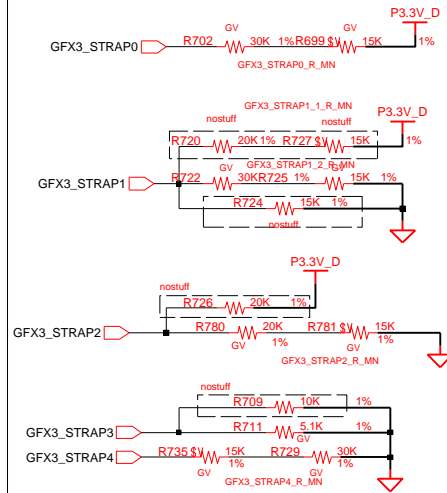 P3.3V_D
GV GV
GFX3_STRAP0 R702 30K 1% R699 $V 15K 1%
GFX3_STRAP0_R_MN
GFX3_STRAP1_1_R_MN
P3.3V_D
nostuff nostuff
R720 20K 1% R727 $V 15K 1%
GFX3_STRAP1_2_R_MN
GFX3_STRAP1 R722 30K R725 1% 15K 1%
GV GV
R724 15K 1%
nostuff
P3.3V_D
nostuff
R726 20K 1%
GFX3_STRAP2 R780 20K R781 $V 15K
GV 1% GV 1%
GFX3_STRAP2_R_MN
nostuff
R709 10K 1%
GFX3_STRAP3 R711 5.1K 1%
GV
GFX3_STRAP4 R735 $V 15K R729 30K
1% GV 1%
GFX3_STRAP4_R_MN